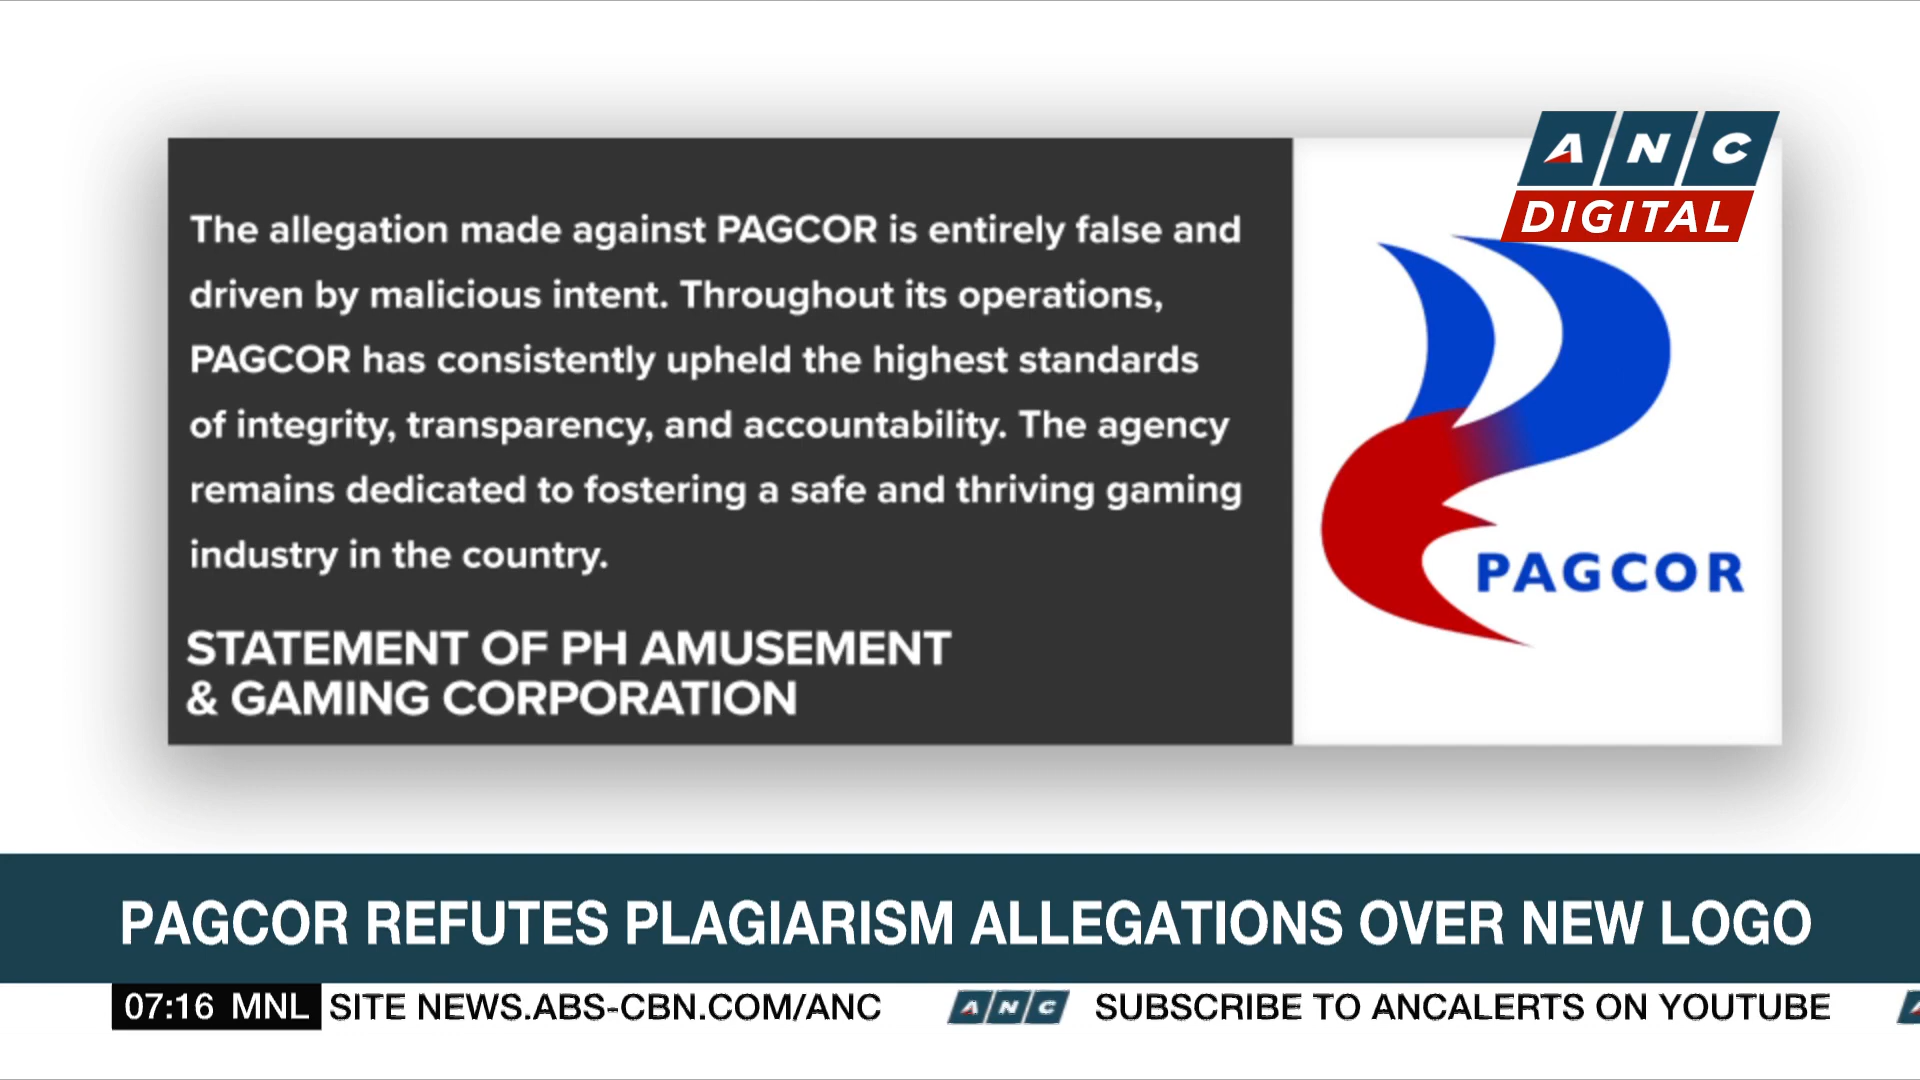 ANC
DIGITAL
The allegation made against PAGCOR is entirely false and
driven by malicious intent. Throughout its operations,
PAGCOR has consistently upheld the highest standards
of integrity, transparency, and accountability. The agency
remains dedicated to fostering a safe and thriving gaming
industry in the country.
STATEMENT OF PH AMUSEMENT
& GAMING CORPORATION
PAGCOR
PAGCOR REFUTES PLAGIARISM ALLEGATIONS OVER NEW LOGO
07:16 MNL SITE NEWS.ABS-CBN.COM/ANC ANC SUBSCRIBE TO ANCALERTS ON YOUTUBE